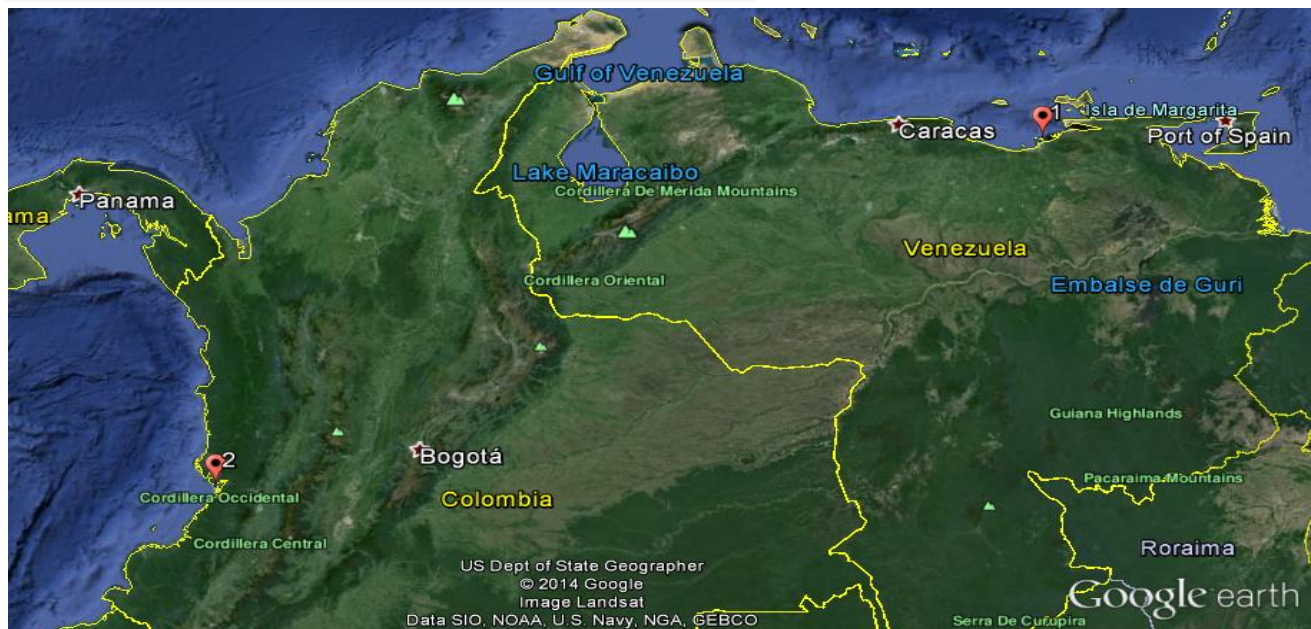 Gulf of Venezuela
1
Isla de Margarita
Caracas
Port of Spain
Lake Maracaibo
Cordillera De Merida Mountains
Panama
ama
Venezuela
Cordillera Oriental
Embalse de Guri
Guiana Highlands
Bogotá
2
Pacaraima Mountains
Cordillera Occidental
Colombia
Cordillera Central
Roraima
US Dept of State Geographer
© 2014 Google
Image Landsat
Data SIO, NOAA, U.S. Navy, NGA, GEBCO
Google earth
Serra De Curupira